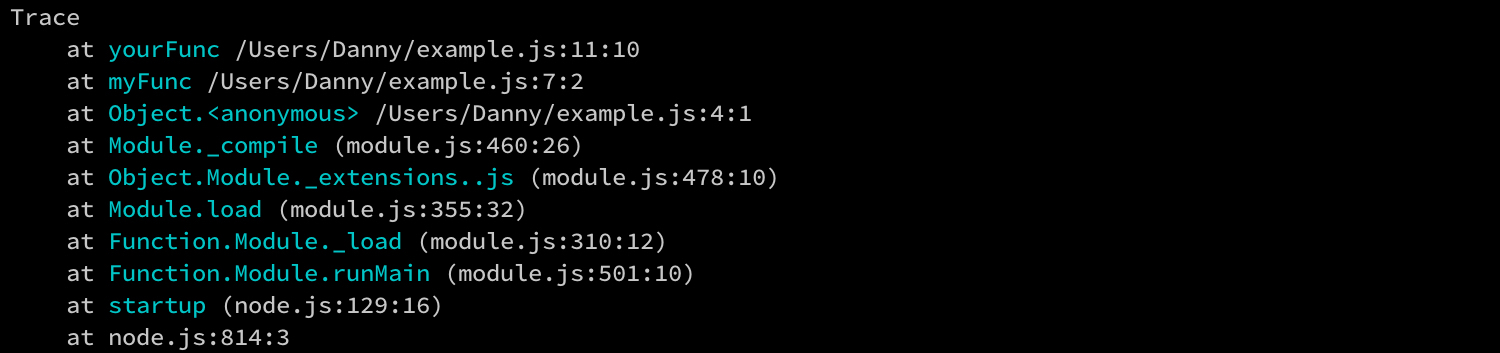 Trace
    at yourFunc /Users/Danny/example.js:11:10
    at myFunc /Users/Danny/example.js:7:2
    at Object.<anonymous> /Users/Danny/example.js:4:1
    at Module._compile (module.js:460:26)
    at Object.Module._extensions..js (module.js:478:10)
    at Module.load (module.js:355:32)
    at Function.Module._load (module.js:310:12)
    at Function.Module.runMain (module.js:501:10)
    at startup (node.js:129:16)
    at node.js:814:3